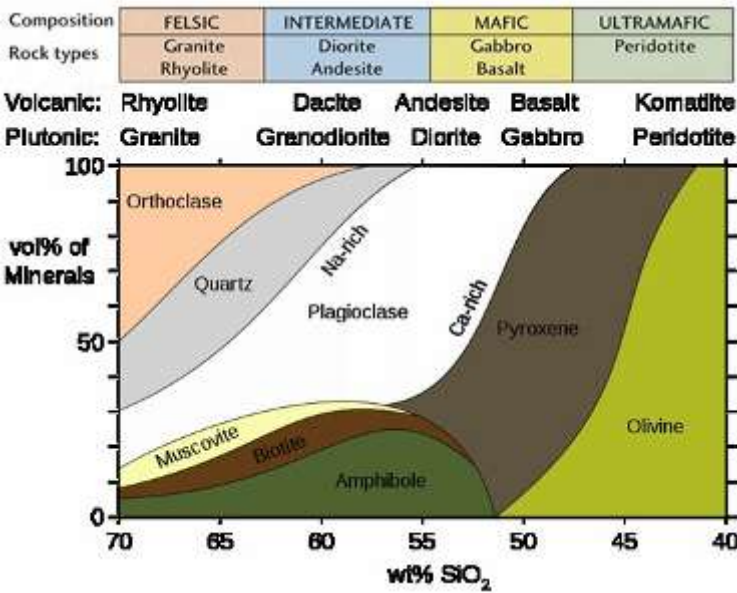 Composition FELSIC INTERMEDIATE MAFIC ULTRAMAFIC
Rock types Granite Diorite Gabbro Peridotite
Rhyolite Andesite Basalt
Volcanic: Rhyolite Dacite Andesite Basalt Komatiite
Plutonic: Granite Granodiorite Diorite Gabbro Peridotite
100
Orthoclase
vol% of
Minerals
Quartz
Na-rich
Plagioclase
Ca-rich
Pyroxene
50
Olivine
Muscovite
Biotite
Amphibole
0
70 65 60 55 50 45 40
wt% SiO₂